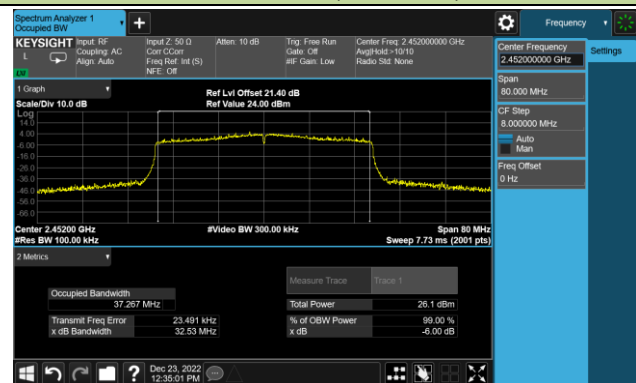 Spectrum Analyzer 1
Occupied BW
Frequency
KEYSIGHT
L
Input: RF
Coupling: AC
Align: Auto
Input Z: 50 Ω
Corr CCorr
Freq Ref: Int (S)
NFE: Off
Atten: 10 dB
Trig: Free Run
Gate: Off
#IF Gain: Low
Center Freq: 2.452000000 GHz
Avg|Hold:>10/10
Radio Std: None
Center Frequency
2.452000000 GHz
Settings
Span
80.000 MHz
CF Step
8.000000 MHz
Auto
Man
Freq Offset
0 Hz
1 Graph
Scale/Div 10.0 dB
Ref Lvl Offset 21.40 dB
Ref Value 24.00 dBm
Log
14.0
4.00
-6.00
-16.0
-26.0
-36.0
-46.0
-56.0
-66.0
Center 2.45200 GHz
#Res BW 100.00 kHz
#Video BW 300.00 kHz
Span 80 MHz
Sweep 7.73 ms (2001 pts)
2 Metrics
Measure Trace
Trace 1
Occupied Bandwidth
37.267 MHz
Total Power
26.1 dBm
Transmit Freq Error
23.491 kHz
% of OBW Power
99.00 %
x dB Bandwidth
32.53 MHz
x dB
-6.00 dB
?
Dec 23, 2022
12:35:01 PM